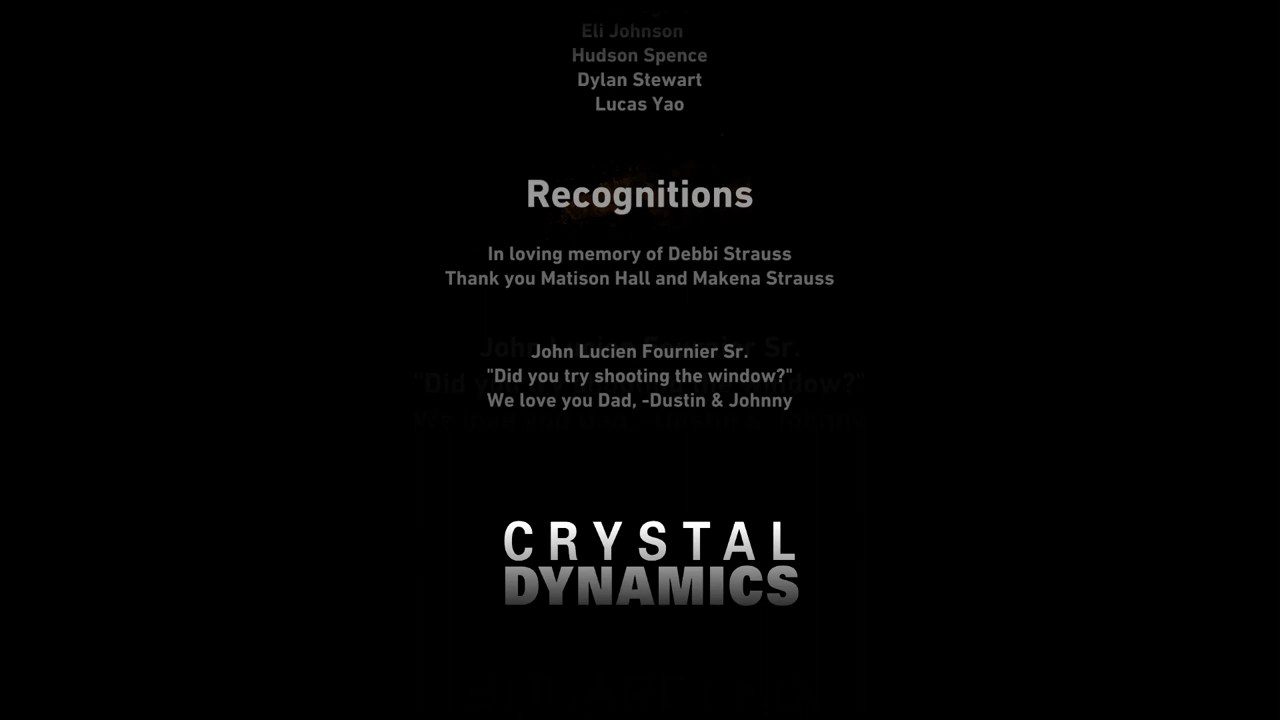 Eli Johnson
Hudson Spence
Dylan Stewart
Lucas Yao
Recognitions
In loving memory of Debbi Strauss
Thank you Matison Hall and Makena Strauss
John Lucien Fournier Sr.
"Did you try shooting the window?"
We love you Dad, -Dustin & Johnny
CRYSTAL
DYNAMICS